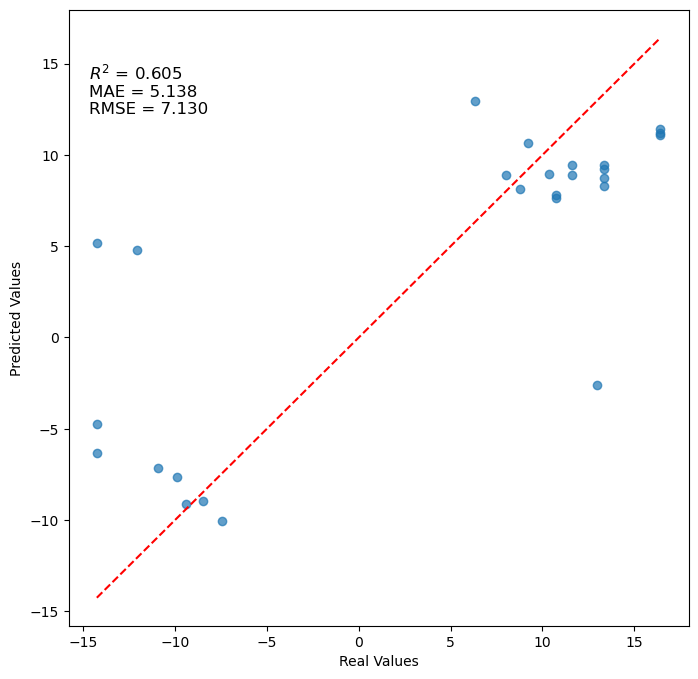 R² = 0.605
MAE = 5.138
RMSE = 7.130
Predicted Values
15
10
5
0
−5
−10
−15
−15 −10 −5 0 5 10 15
Real Values